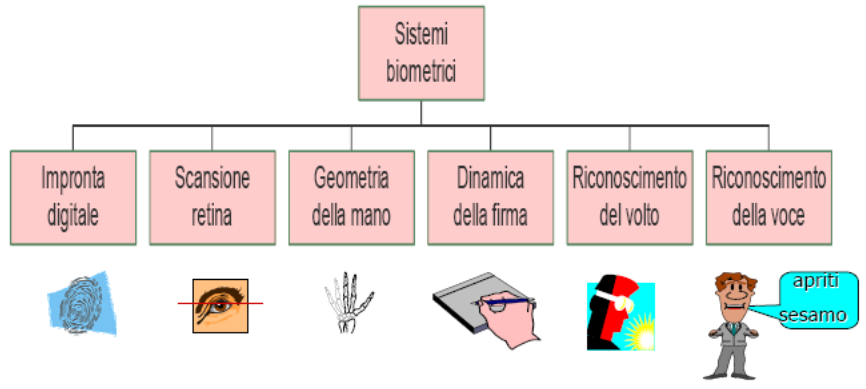 Sistemi
biometrici
Impronta
digitale
Scansione
retina
Geometria
della mano
Dinamica
della firma
Riconoscimento
del volto
Riconoscimento
della voce
apriti
sesamo